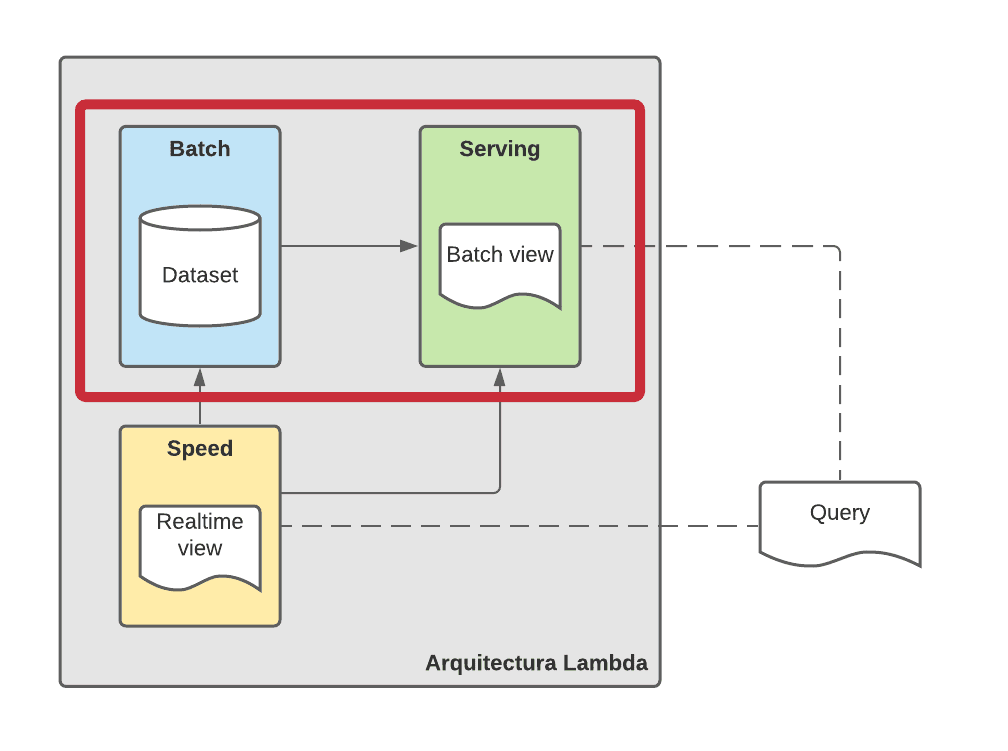 Batch
Dataset
Serving
Batch view
Speed
Realtime
view
Query
Arquitectura Lambda